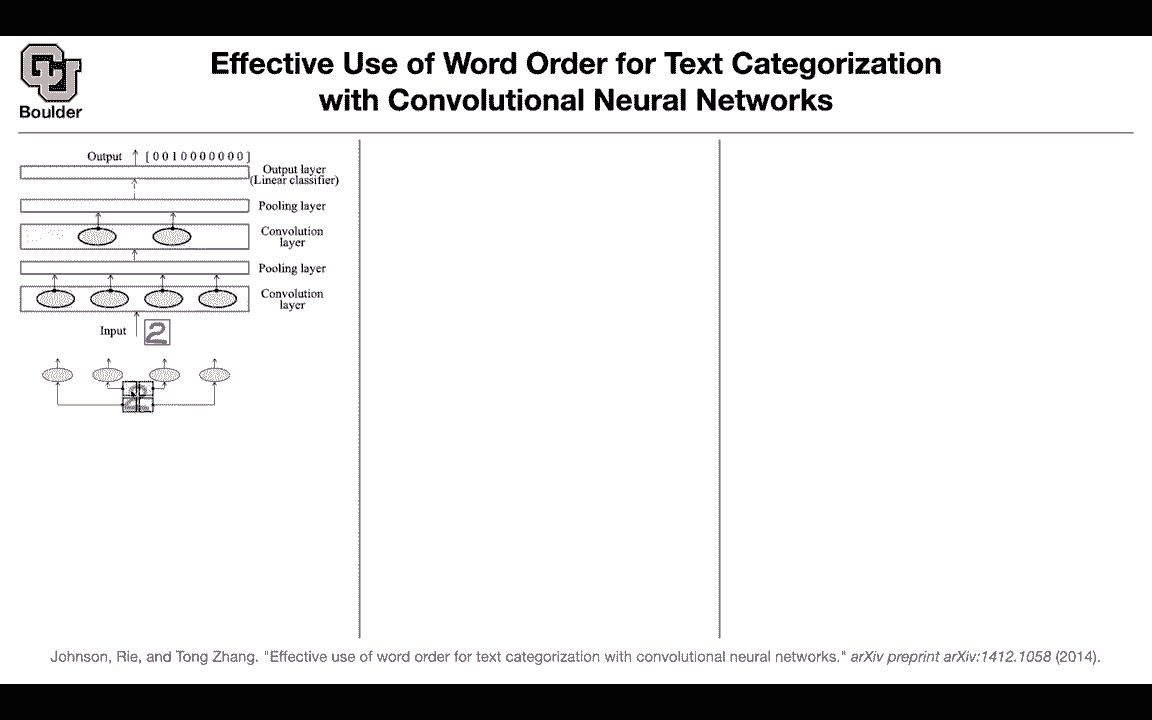 CU
Boulder
Effective Use of Word Order for Text Categorization
with Convolutional Neural Networks
Output [ 0 0 1 0 0 0 0 0 0 0 ]
Output layer
(Linear classifier)
Pooling layer
Convolution
layer
Pooling layer
Convolution
layer
Input 2
2
Johnson, Rie, and Tong Zhang. "Effective use of word order for text categorization with convolutional neural networks." arXiv preprint arXiv:1412.1058 (2014).